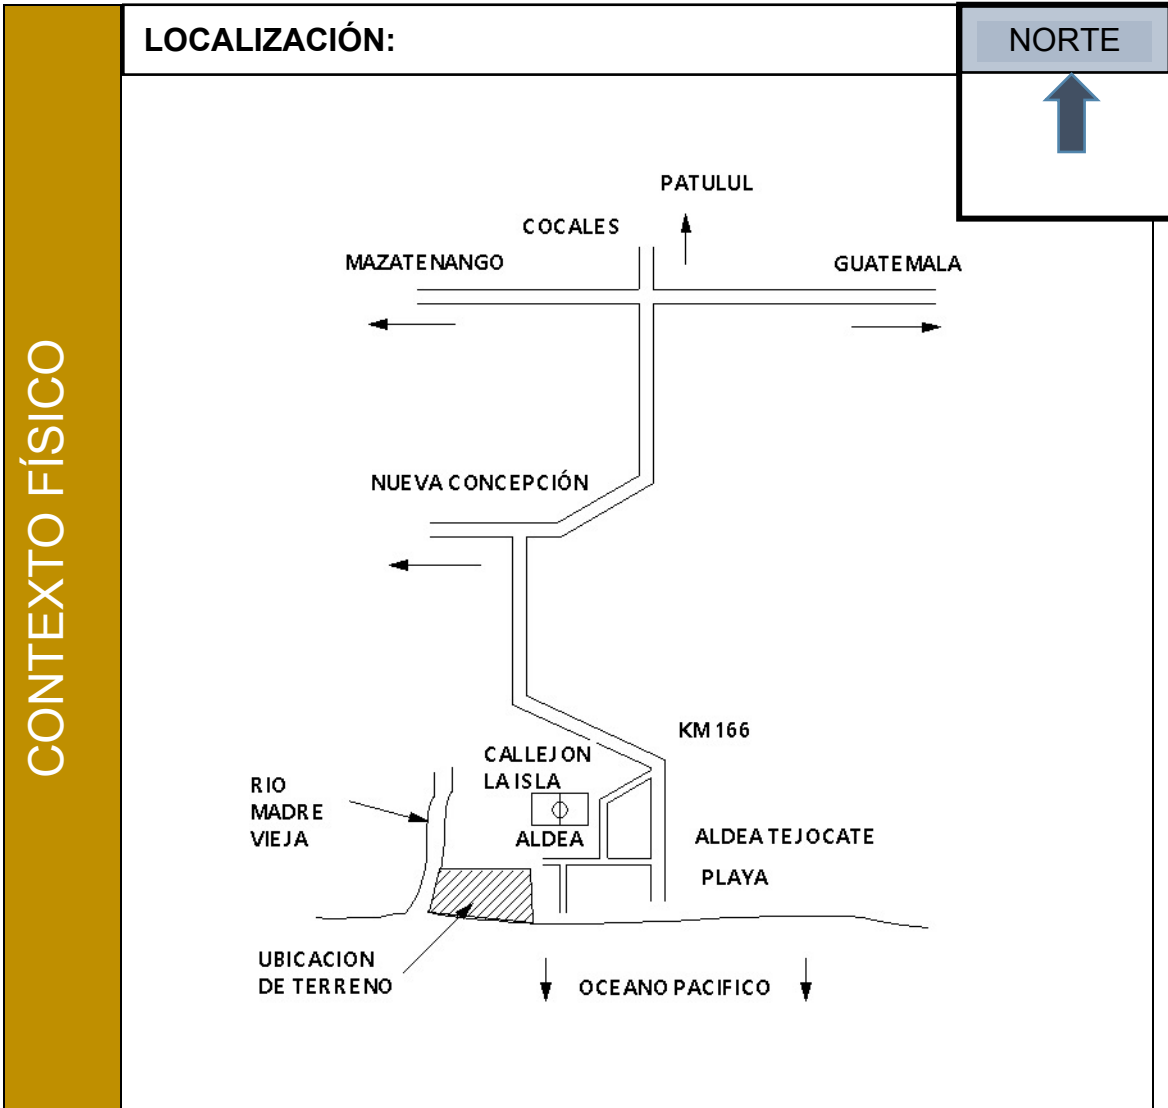 CONTEXTO FÍSICO
LOCALIZACIÓN:
NORTE
PATULUL
COCALES
MAZATENANGO
GUATEMALA
NUEVA CONCEPCIÓN
KM 166
CALLEJON
LA ISLA
RIO
MADRE
VIEJA
ALDEA
ALDEA TEJOCATE
PLAYA
UBICACION
DE TERRENO
OCEANO PACIFICO